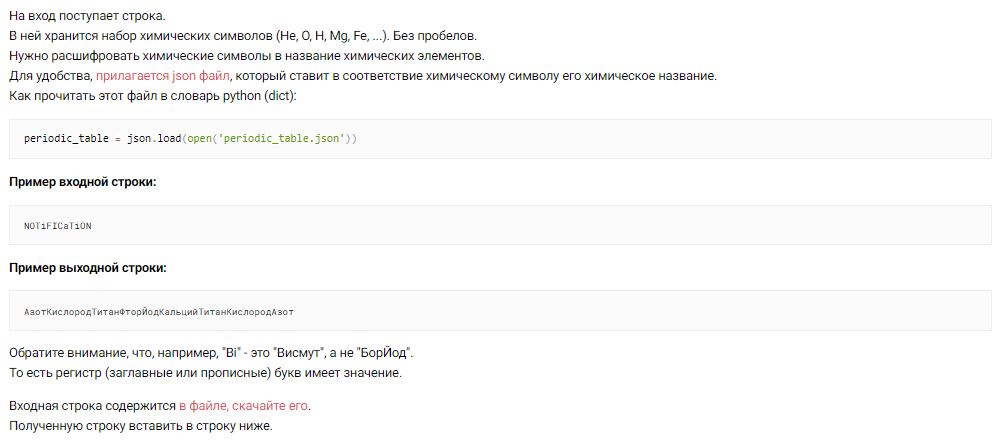 На вход поступает строка.
В ней хранится набор химических символов (He, O, H, Mg, Fe, ...). Без пробелов.
Нужно расшифровать химические символы в название химических элементов.
Для удобства, прилагается json файл, который ставит в соответствие химическому символу его химическое название.
Как прочитать этот файл в словарь python (dict):
periodic_table = json.load(open('periodic_table.json'))
Пример входной строки:
NOTiFICaTiON
Пример выходной строки:
АзотКислородТитанФторЙодКальцийТитанКислородАзот
Обратите внимание, что, например, "Bi" - это "Висмут", а не "БорЙод".
То есть регистр (заглавные или прописные) букв имеет значение.
Входная строка содержится в файле, скачайте его.
Полученную строку вставить в строку ниже.